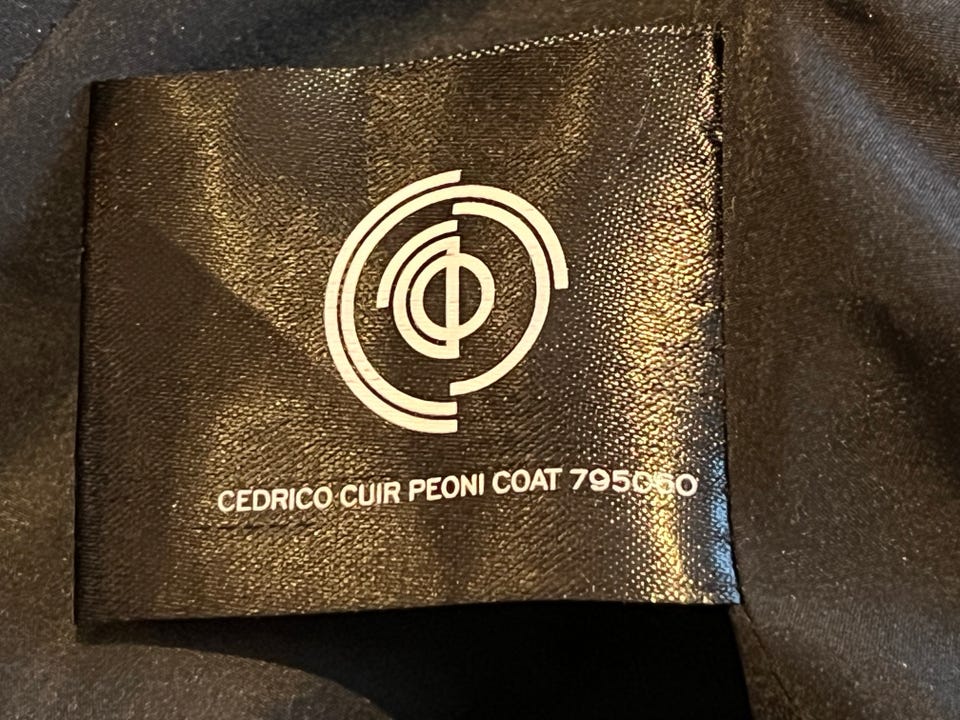 CEDRICO CUIR PEONI COAT 795050